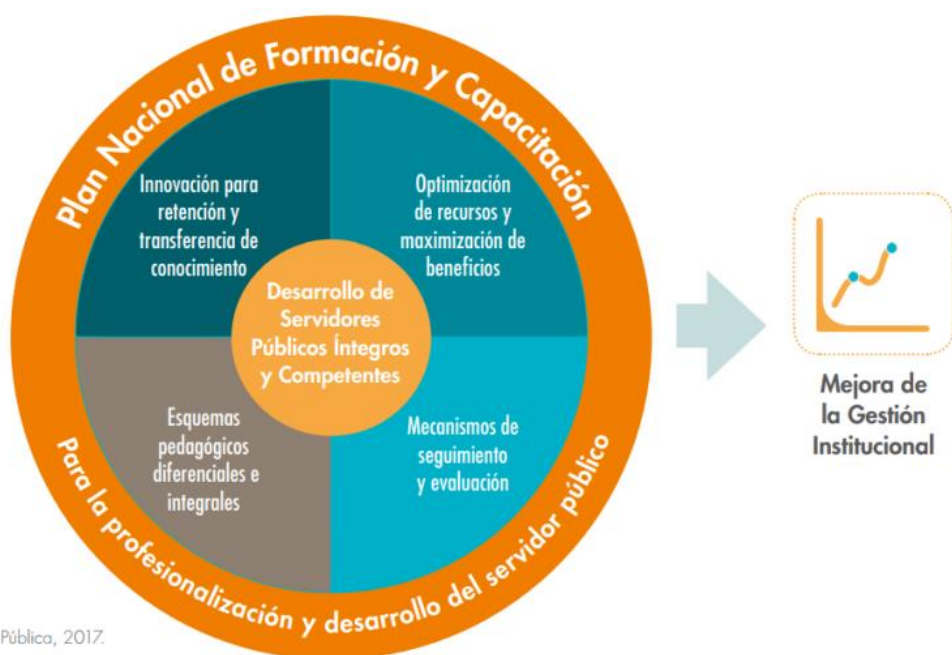 Plan Nacional de Formación y Capacitación
Innovación para
retención y
transferencia de
conocimiento
Optimización
de recursos y
maximización de
beneficios
Desarrollo de
Servidores
Públicos Íntegros
y Competentes
Esquemas
pedagógicos
diferenciales e
integrales
Mecanismos de
seguimiento
y evaluación
Para la profesionalización y desarrollo del servidor público
Mejora de
la Gestión
Institucional
Pública, 2017.